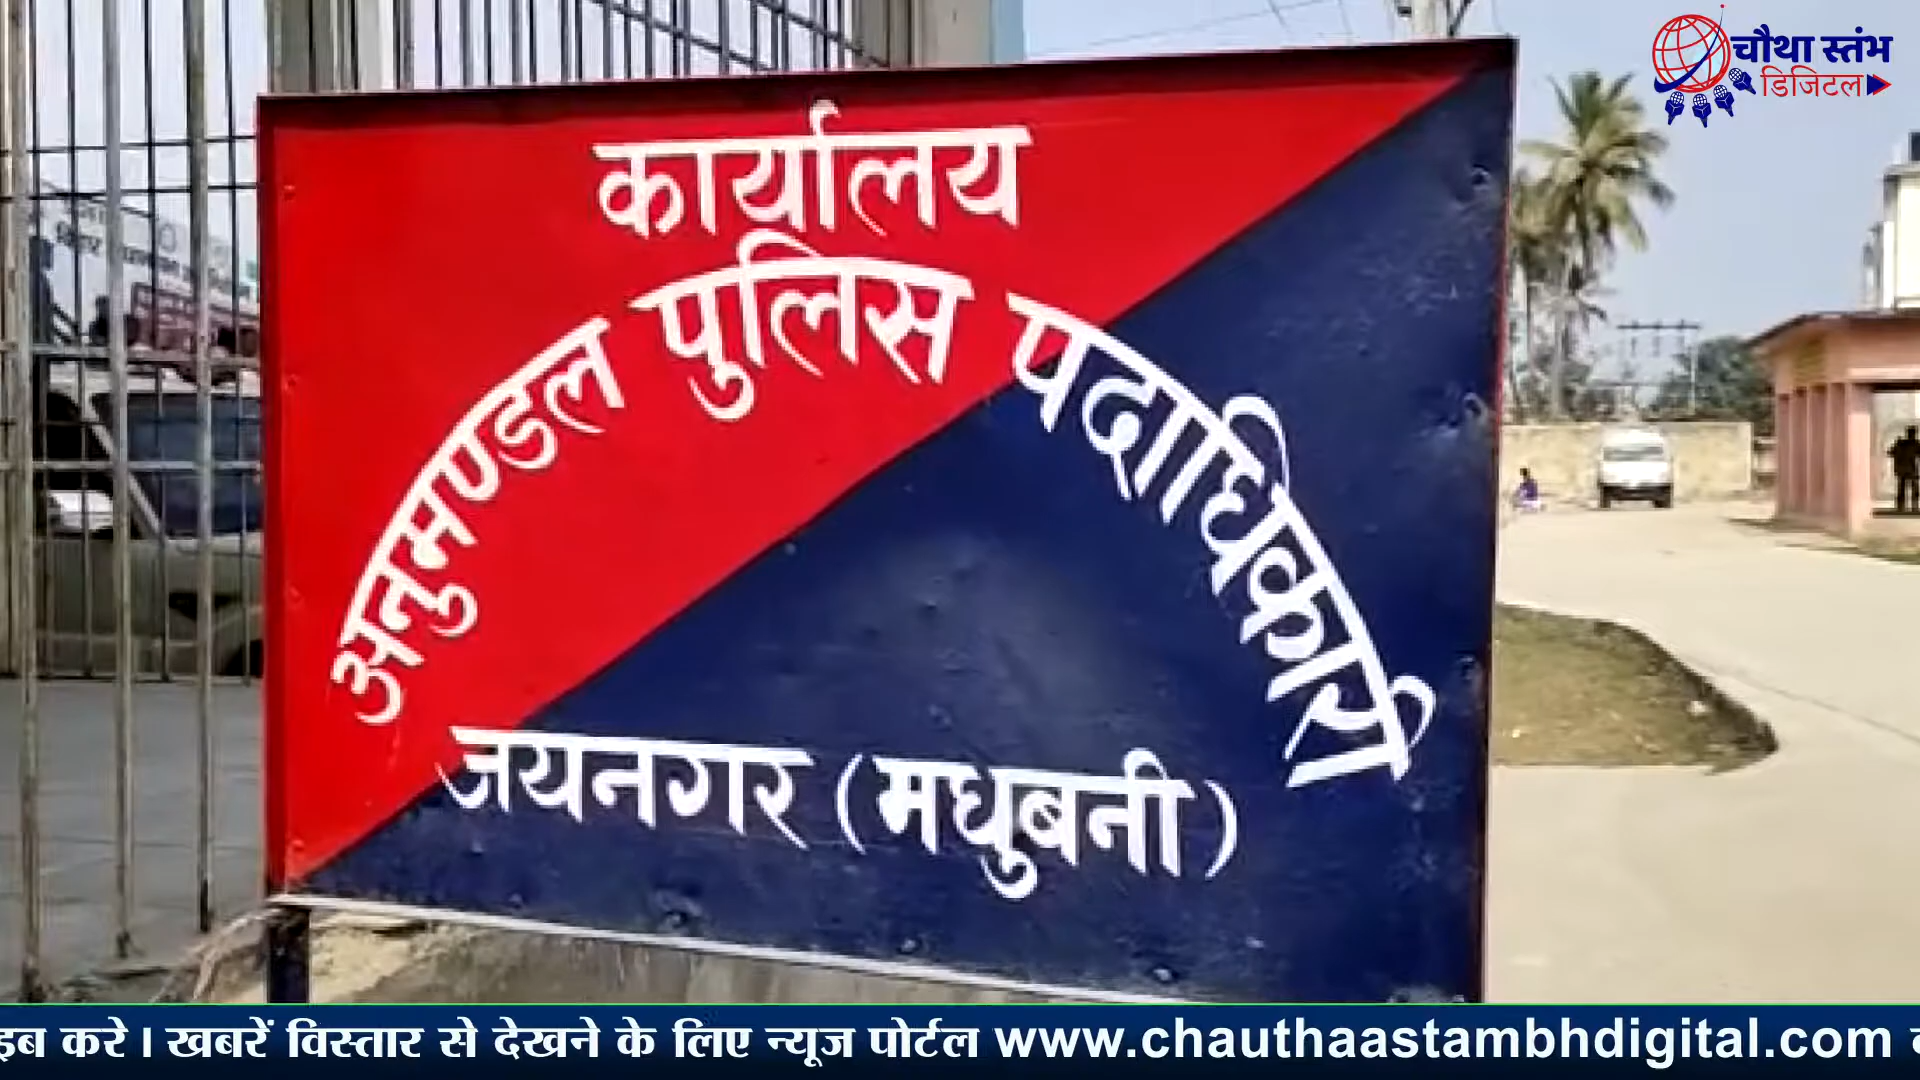 चौथा स्तंभ
डिजिटल
कार्यालय
अनुमण्डल पुलिस पदाधिकारी
जयनगर (मधुबनी)
इब करे । खबरें विस्तार से देखने के लिए न्यूज पोर्टल www.chauthaastambhdigital.com